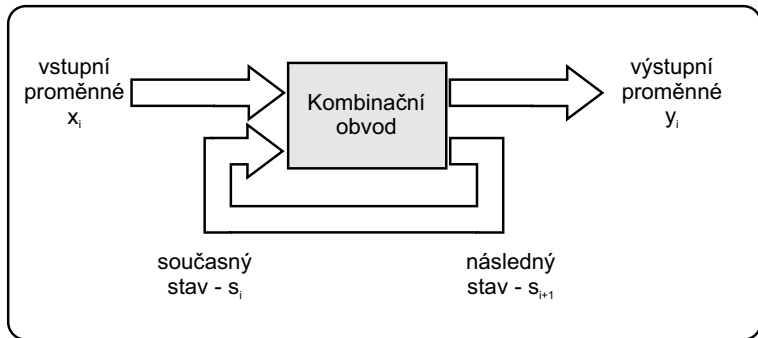 vstupní
proměnné
xᵢ
Kombinační
obvod
výstupní
proměnné
yᵢ
současný
stav - sᵢ
následný
stav - sᵢ₊₁